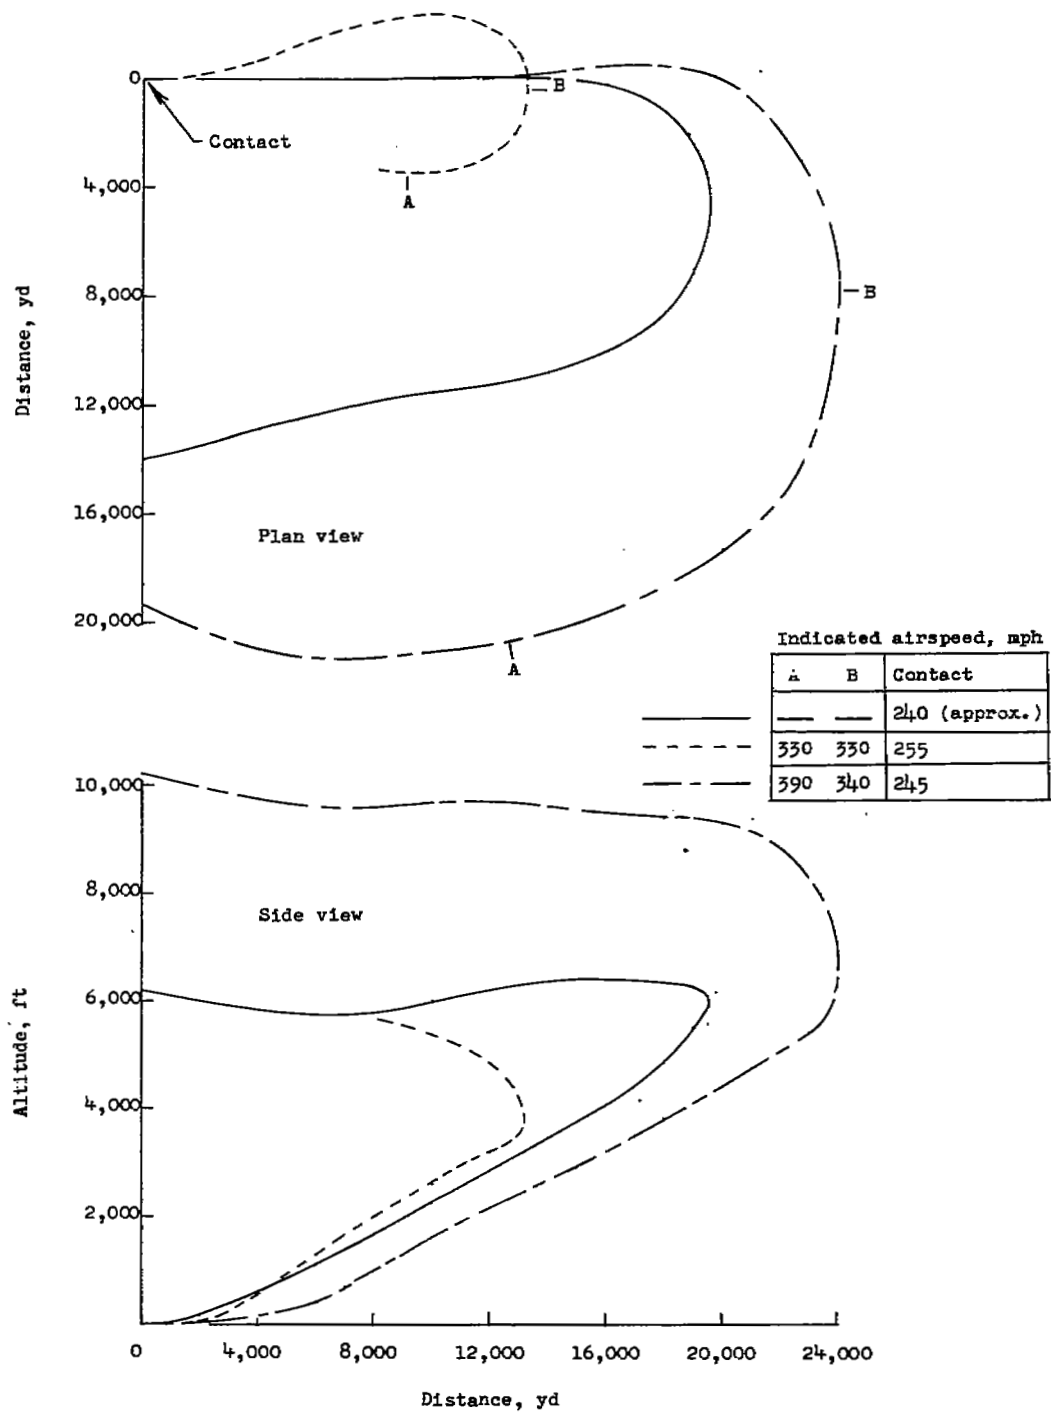 0
B
Contact
4,000
A
8,000
B
Distance, yd
12,000
16,000
Plan view
20,000
A
Indicated airspeed, mph
A B Contact
240 (approx.)
330 330 255
390 340 245
10,000
8,000
Side view
6,000
Altitude, ft
4,000
2,000
0 4,000 8,000 12,000 16,000 20,000 24,000
Distance, yd